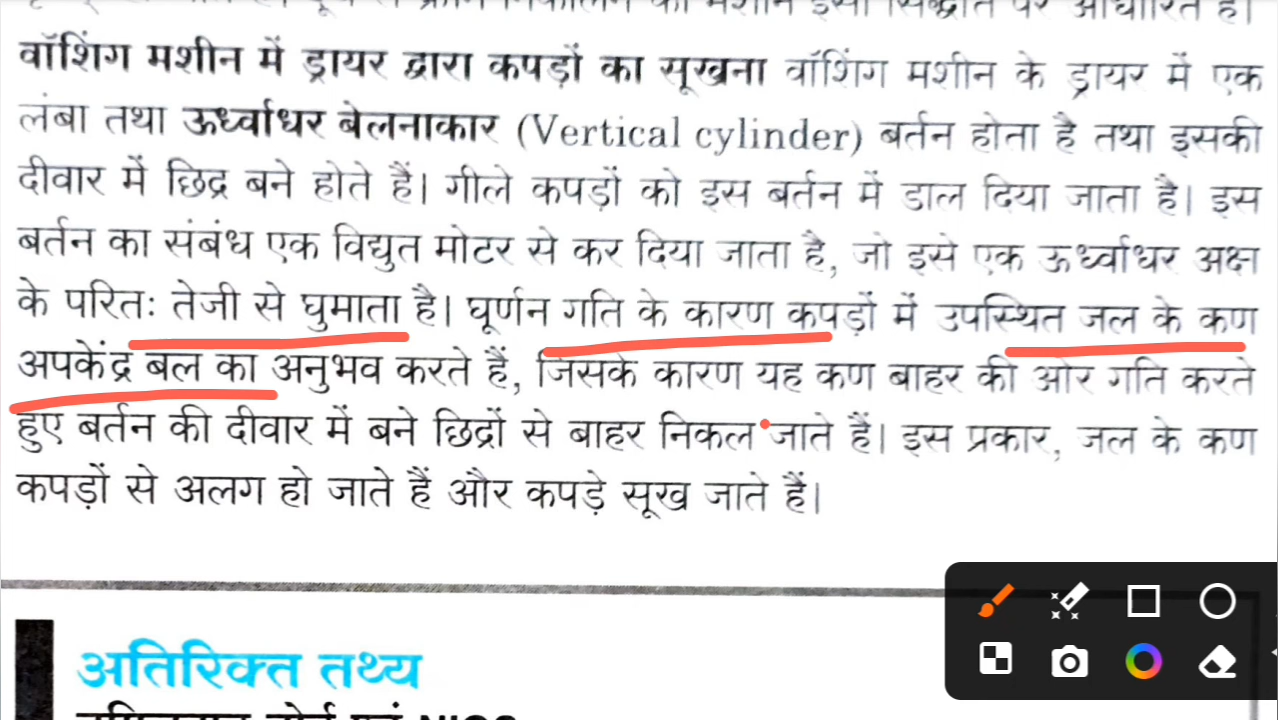 वॉशिंग मशीन में ड्रायर द्वारा कपड़ों का सूखना वॉशिंग मशीन के ड्रायर में एक
लंबा तथा ऊर्ध्वाधर बेलनाकार (Vertical cylinder) बर्तन होता है तथा इसकी
दीवार में छिद्र बने होते हैं। गीले कपड़ों को इस बर्तन में डाल दिया जाता है। इस
बर्तन का संबंध एक विद्युत मोटर से कर दिया जाता है, जो इसे एक ऊर्ध्वाधर अक्ष
के परितः तेजी से घुमाता है। घूर्णन गति के कारण कपड़ों में उपस्थित जल के कण
अपकेंद्र बल का अनुभव करते हैं, जिसके कारण यह कण बाहर की ओर गति करते
हुए बर्तन की दीवार में बने छिद्रों से बाहर निकल जाते हैं। इस प्रकार, जल के कण
कपड़ों से अलग हो जाते हैं और कपड़े सूख जाते हैं।
अतिरिक्त तथ्य